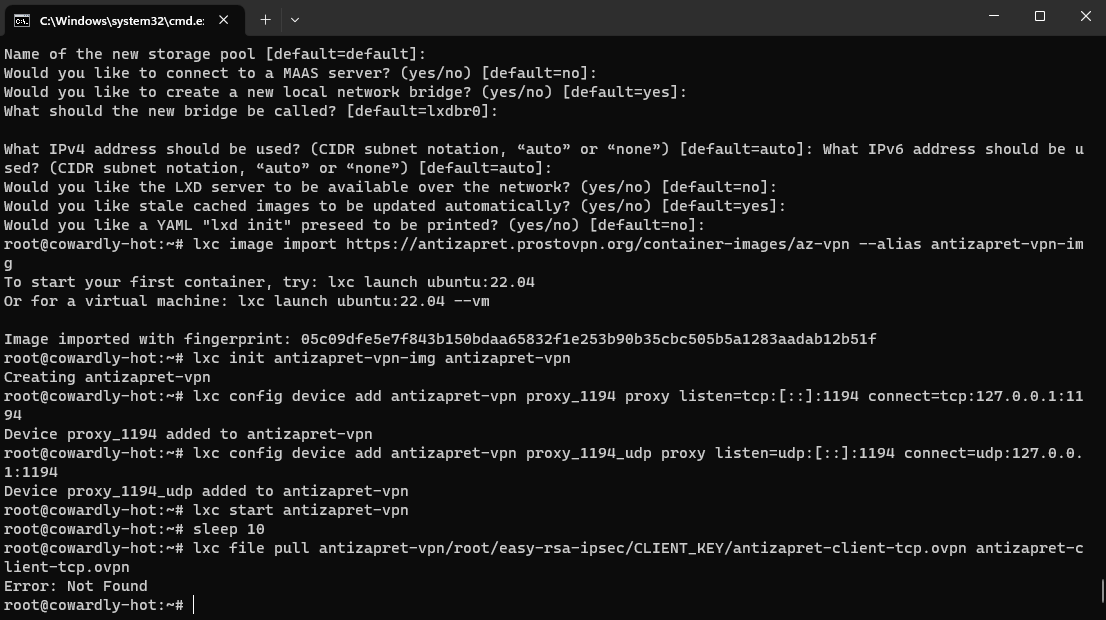 C:\Windows\system32\cmd.e:
Name of the new storage pool [default=default]:
Would you like to connect to a MAAS server? (yes/no) [default=no]:
Would you like to create a new local network bridge? (yes/no) [default=yes]:
What should the new bridge be called? [default=lxdbr0]:
What IPv4 address should be used? (CIDR subnet notation, “auto” or “none”) [default=auto]: What IPv6 address should be u
sed? (CIDR subnet notation, “auto” or “none”) [default=auto]:
Would you like the LXD server to be available over the network? (yes/no) [default=no]:
Would you like stale cached images to be updated automatically? (yes/no) [default=yes]:
Would you like a YAML "lxd init" preseed to be printed? (yes/no) [default=no]:
root@cowardly-hot:~# lxc image import https://antizapret.prostovpn.org/container-images/az-vpn --alias antizapret-vpn-im
g
To start your first container, try: lxc launch ubuntu:22.04
Or for a virtual machine: lxc launch ubuntu:22.04 --vm
Image imported with fingerprint: 05c09dfe5e7f843b150bdaa65832f1e253b90b35cbc505b5a1283aadab12b51f
root@cowardly-hot:~# lxc init antizapret-vpn-img antizapret-vpn
Creating antizapret-vpn
root@cowardly-hot:~# lxc config device add antizapret-vpn proxy_1194 proxy listen=tcp:[::]:1194 connect=tcp:127.0.0.1:11
94
Device proxy_1194 added to antizapret-vpn
root@cowardly-hot:~# lxc config device add antizapret-vpn proxy_1194_udp proxy listen=udp:[::]:1194 connect=udp:127.0.0.
1:1194
Device proxy_1194_udp added to antizapret-vpn
root@cowardly-hot:~# lxc start antizapret-vpn
root@cowardly-hot:~# sleep 10
root@cowardly-hot:~# lxc file pull antizapret-vpn/root/easy-rsa-ipsec/CLIENT_KEY/antizapret-client-tcp.ovpn antizapret-c
lient-tcp.ovpn
Error: Not Found
root@cowardly-hot:~#